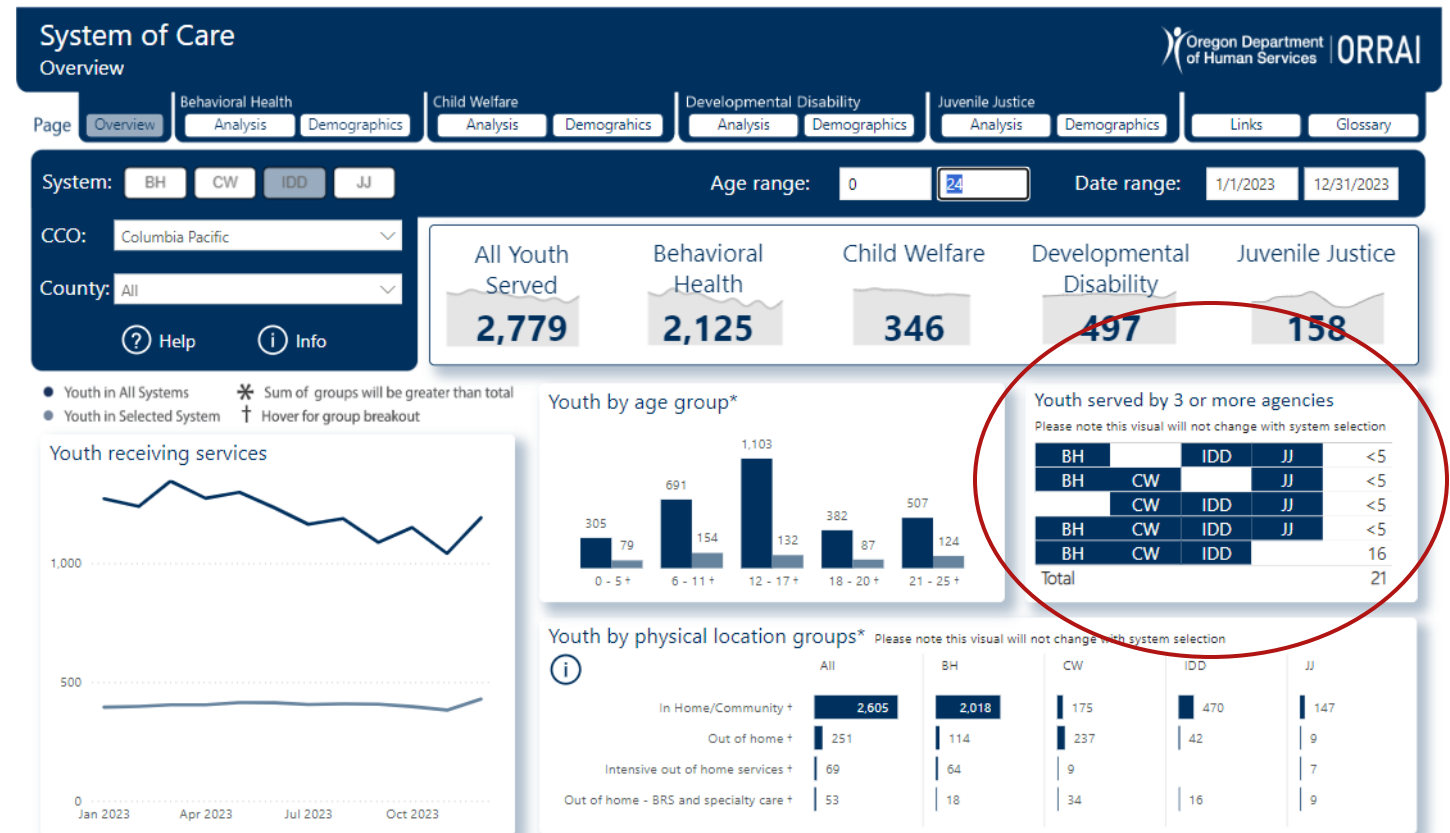 System of Care
Overview
Oregon Department of Human Services | ORRAI
Page
Overview
Behavioral Health
Analysis Demographics
Child Welfare
Analysis Demograhics
Developmental Disability
Analysis Demographics
Juvenile Justice
Analysis Demographics
Links Glossary
System: BH CW IDD JJ
Age range: 0 24
Date range: 1/1/2023 12/31/2023
CCO: Columbia Pacific
County: All
? Help i Info
All Youth Served
2,779
Behavioral Health
2,125
Child Welfare
346
Developmental Disability
497
Juvenile Justice
158
Youth in All Systems
* Sum of groups will be greater than total
Youth in Selected System
† Hover for group breakout
Youth receiving services
1,000
500
0
Jan 2023 Apr 2023 Jul 2023 Oct 2023
Youth by age group*
305 79 691 154 1,103 132 382 87 507 124
0 - 5 † 6 - 11 † 12 - 17 † 18 - 20 † 21 - 25 †
Youth served by 3 or more agencies
Please note this visual will not change with system selection
BH IDD JJ <5
BH CW JJ <5
CW IDD JJ <5
BH CW IDD JJ <5
BH CW IDD 16
Total 21
Youth by physical location groups* Please note this visual will not change with system selection
i
All BH CW IDD JJ
In Home/Community † 2,605 2,018 175 470 147
Out of home † 251 114 237 42 9
Intensive out of home services † 69 64 9 7
Out of home - BRS and specialty care † 53 18 34 16 9